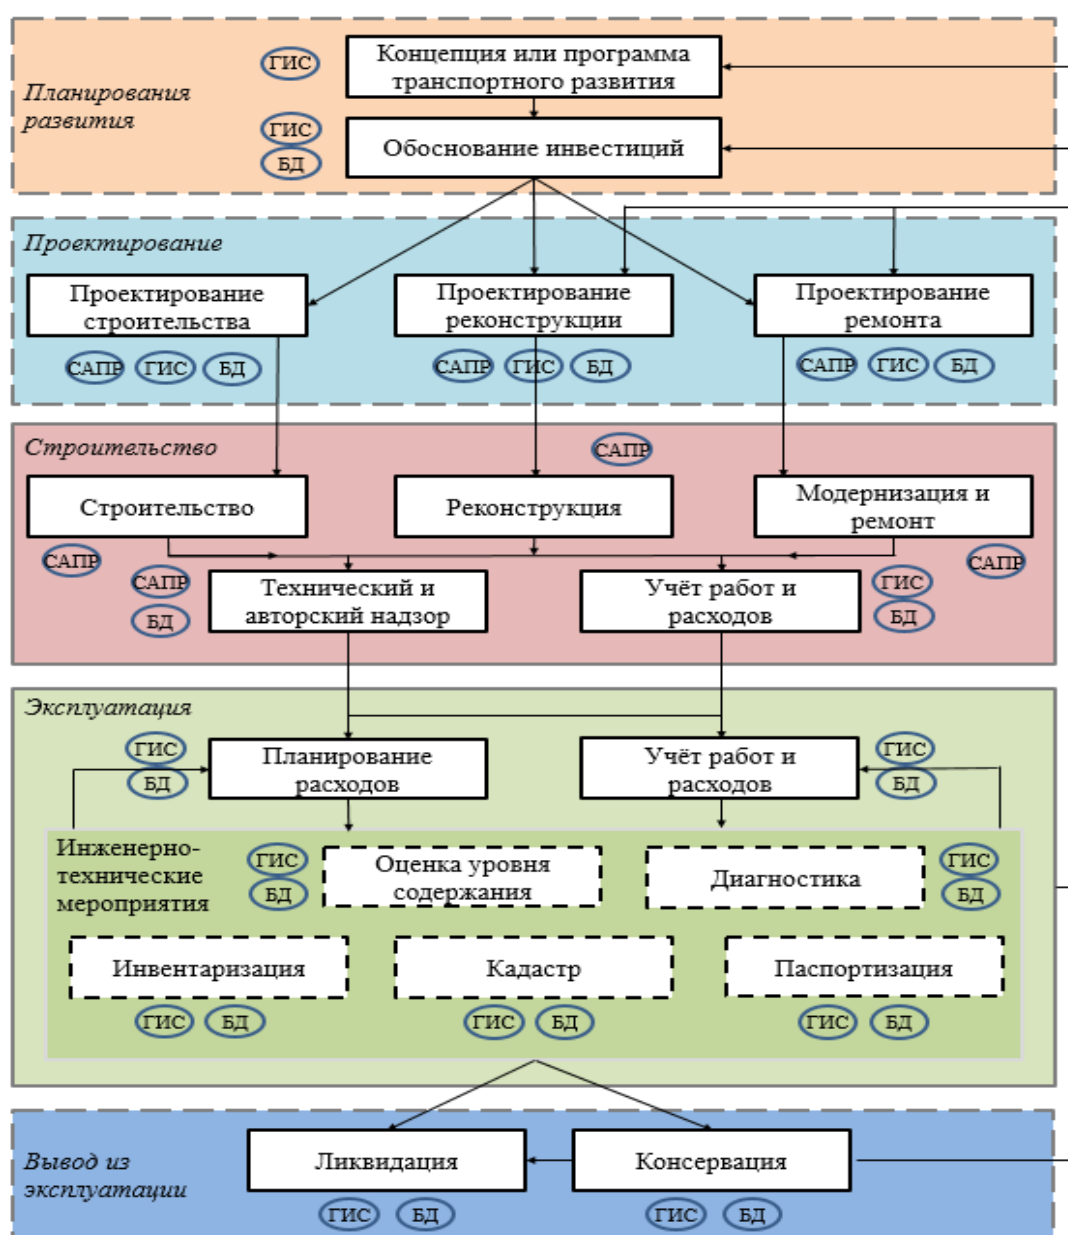 ГИС
Концепция или программа
транспортного развития
Планирования
развития
ГИС
БД
Обоснование инвестиций
Проектирование
Проектирование
строительства
Проектирование
реконструкции
Проектирование
ремонта
САПР ГИС БД
САПР ГИС БД
САПР ГИС БД
Строительство
САПР
Строительство
Реконструкция
Модернизация и
ремонт
САПР
САПР
САПР
БД
Технический и
авторский надзор
Учёт работ и
расходов
ГИС
БД
Эксплуатация
ГИС
БД
Планирование
расходов
Учёт работ и
расходов
ГИС
БД
Инженерно-
технические
мероприятия
ГИС
БД
Оценка уровня
содержания
Диагностика
ГИС
БД
Инвентаризация
Кадастр
Паспортизация
ГИС БД
ГИС БД
ГИС БД
Вывод из
эксплуатации
Ликвидация
Консервация
ГИС БД
ГИС БД